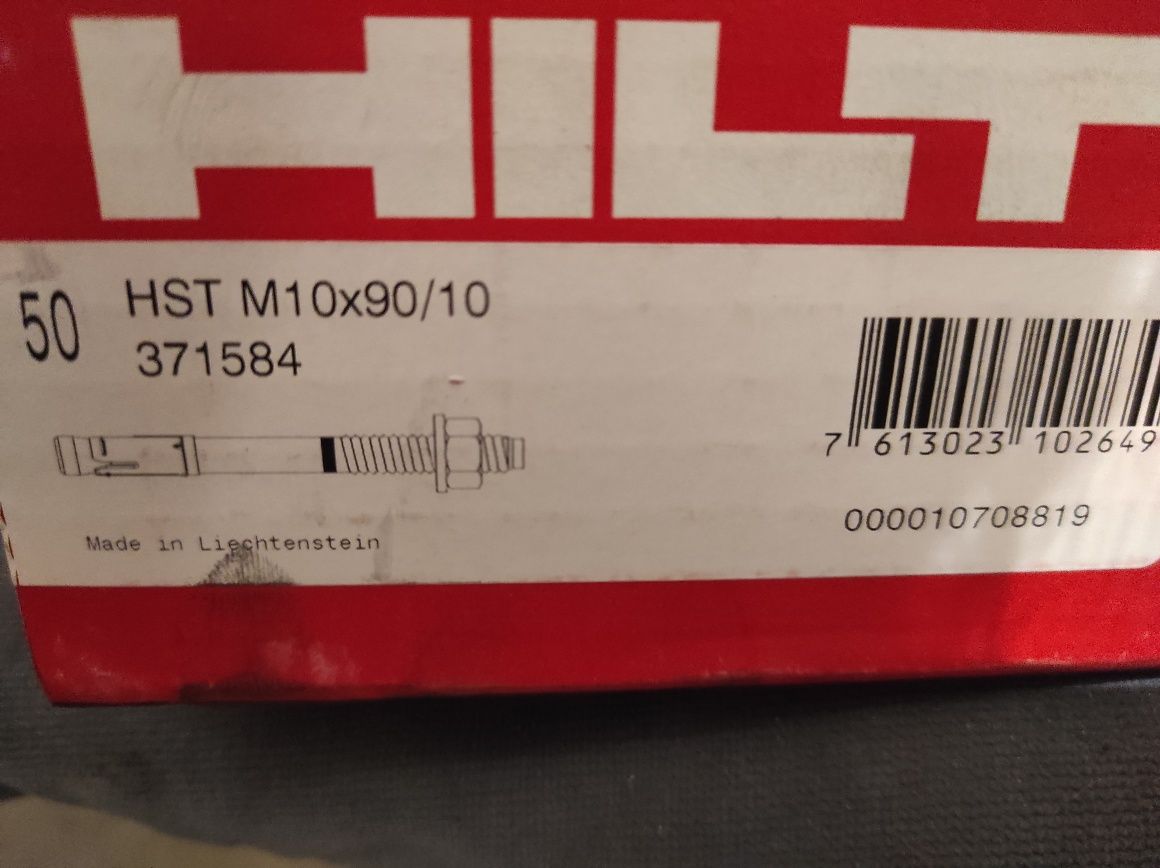 HILT
50
HST M10x90/10
371584
7 613023 102649
000010708819
Made in Liechtenstein